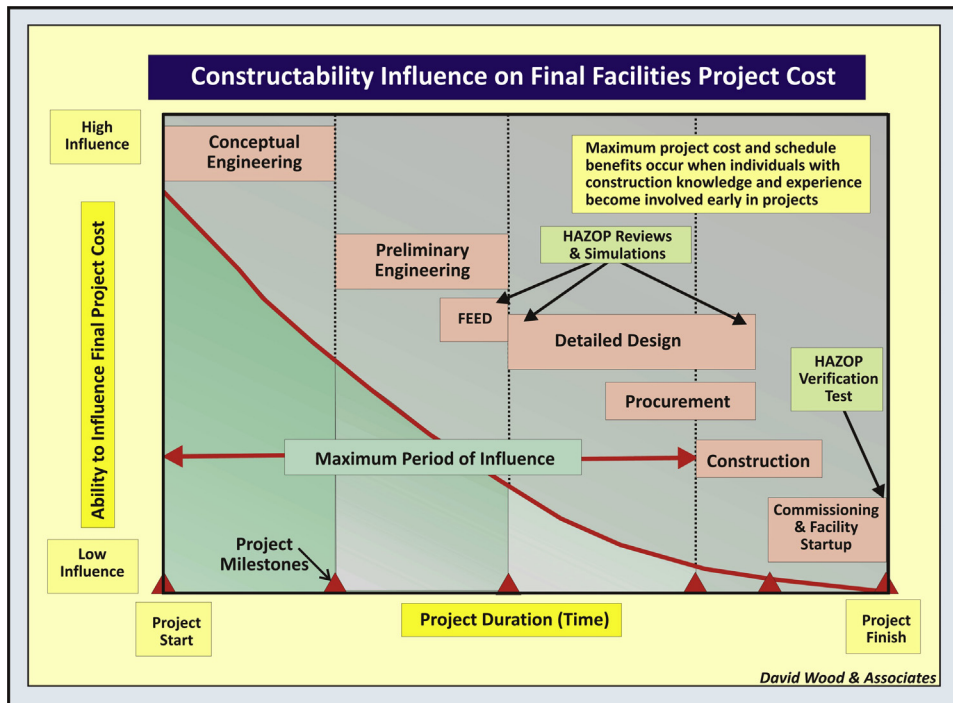 Constructability Influence on Final Facilities Project Cost
High
Influence
Conceptual
Engineering
Maximum project cost and schedule
benefits occur when individuals with
construction knowledge and experience
become involved early in projects
Ability to Influence Final Project Cost
Preliminary
Engineering
HAZOP Reviews
& Simulations
FEED
Detailed Design
HAZOP
Verification
Test
Procurement
Maximum Period of Influence
Construction
Commissioning
& Facility
Startup
Low
Influence
Project
Milestones
Project
Start
Project Duration (Time)
Project
Finish
David Wood & Associates